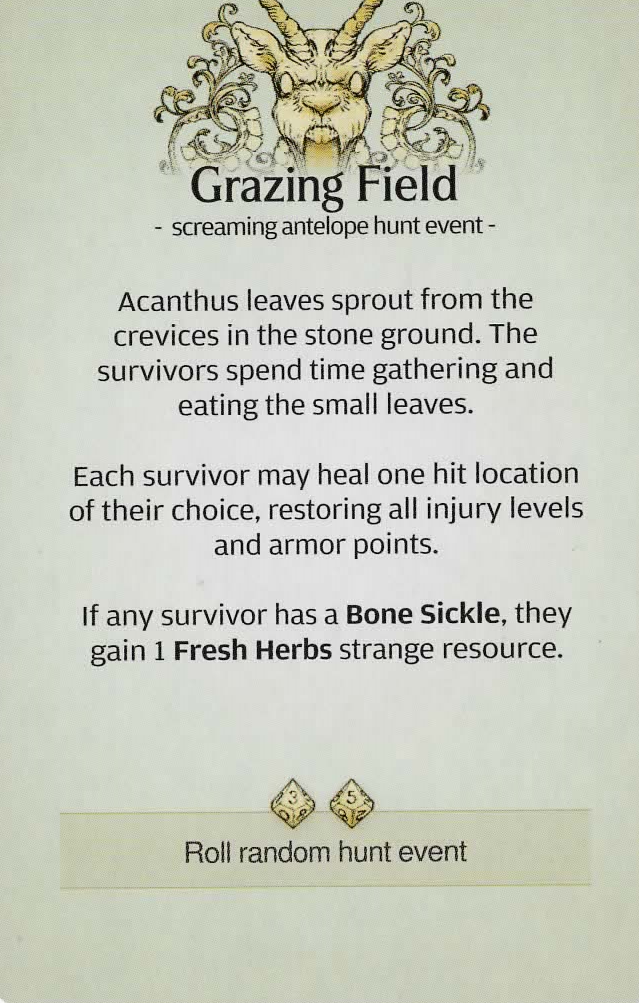 Grazing Field
- screaming antelope hunt event -
Acanthus leaves sprout from the
crevices in the stone ground. The
survivors spend time gathering and
eating the small leaves.
Each survivor may heal one hit location
of their choice, restoring all injury levels
and armor points.
If any survivor has a Bone Sickle, they
gain 1 Fresh Herbs strange resource.
3 5
Roll random hunt event